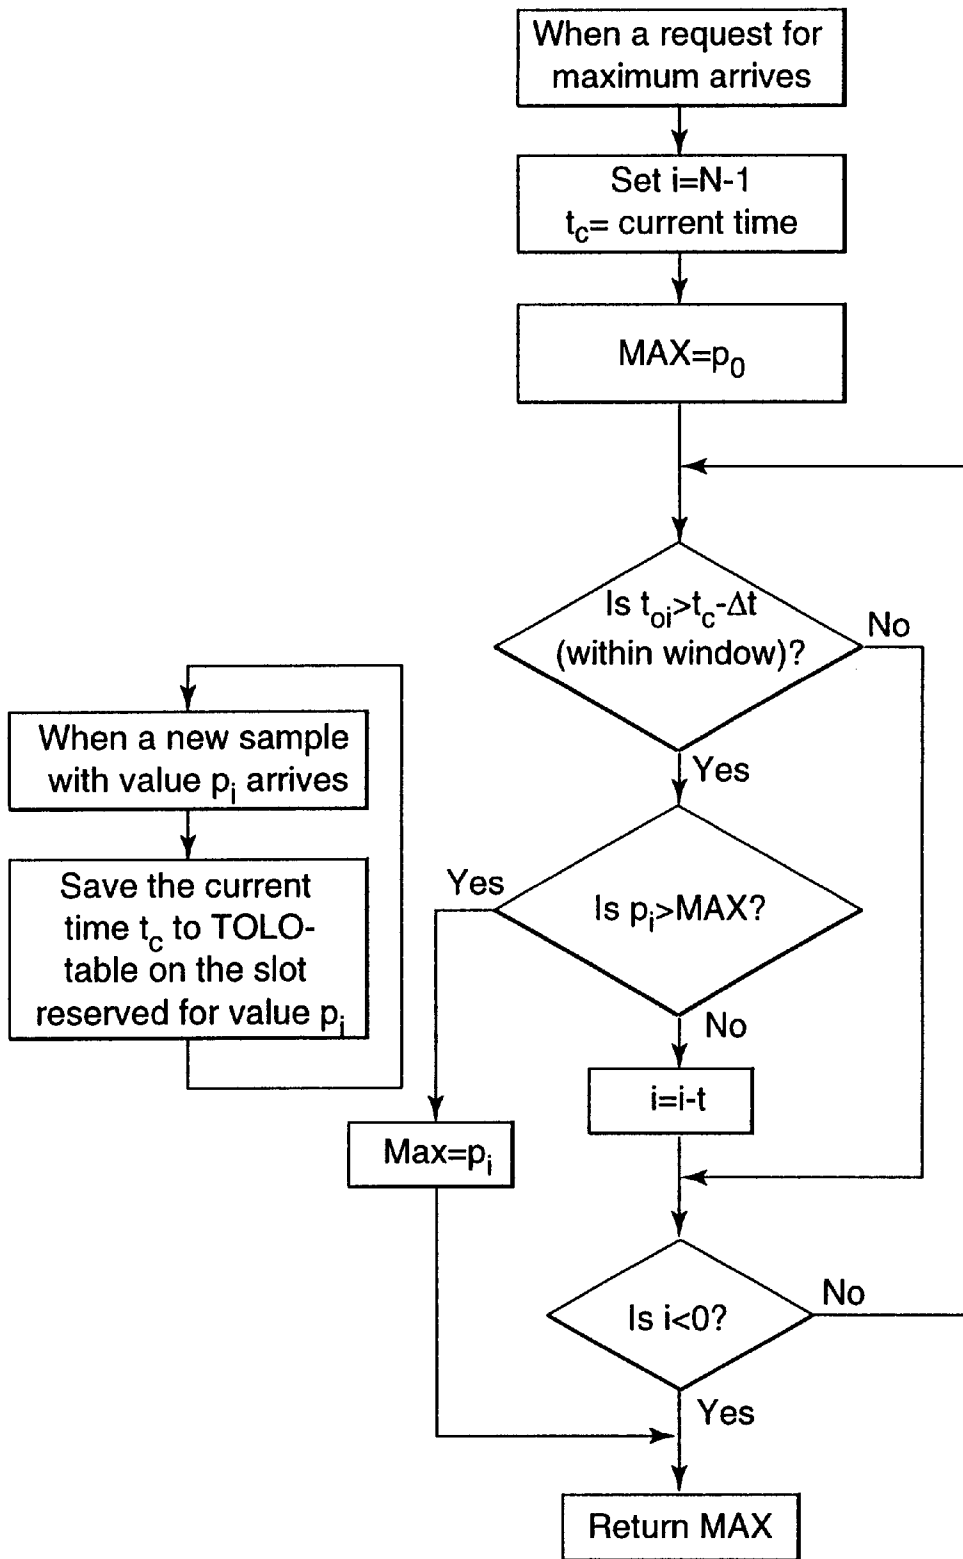 When a request for
maximum arrives
Set i=N-1
t_c= current time
MAX=p_0
Is t_oi>t_c-Δt
(within window)?
No
Yes
Is p_i>MAX?
Yes
No
i=i-t
Max=p_i
Is i<0?
No
Yes
Return MAX
When a new sample
with value p_i arrives
Save the current
time t_c to TOLO-
table on the slot
reserved for value p_i